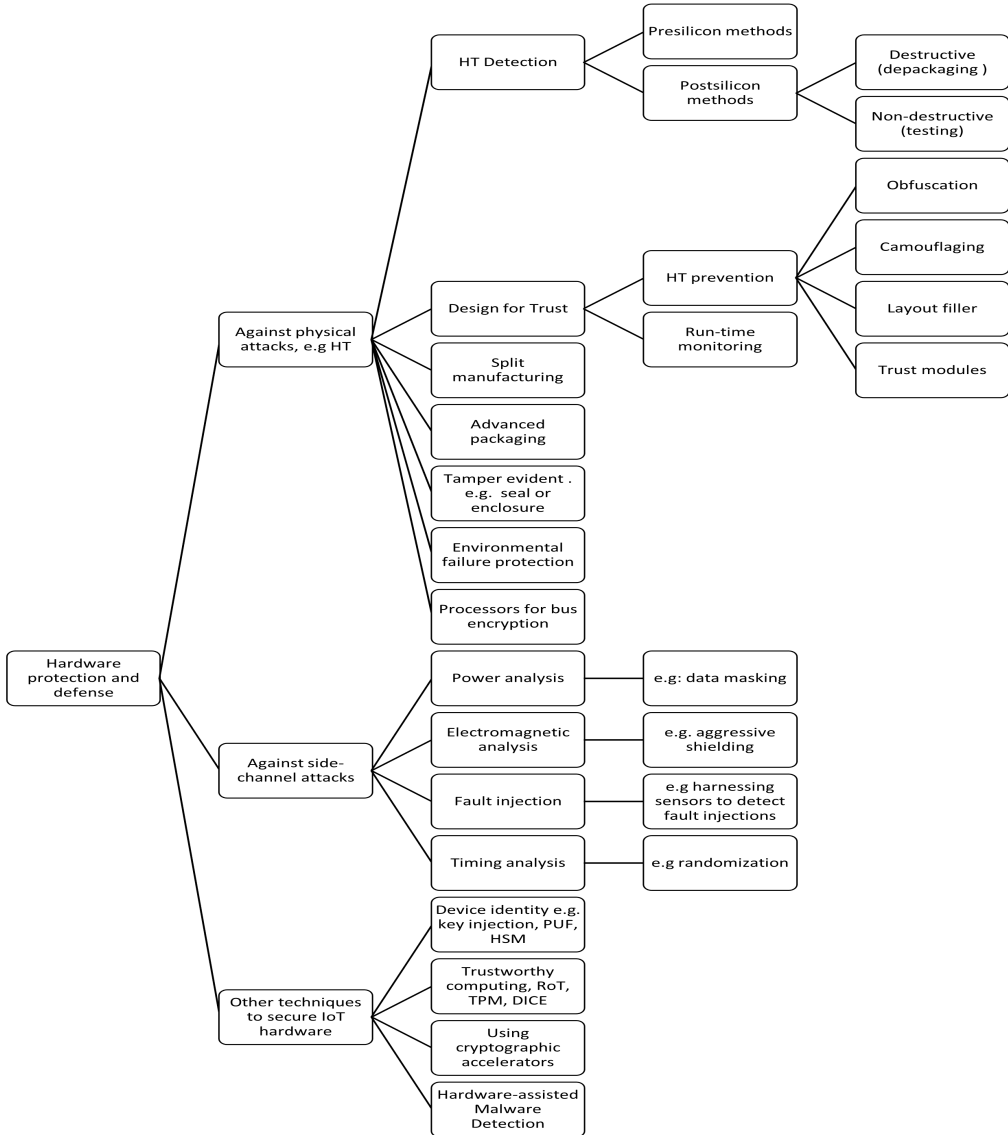 Presilicon methods
HT Detection
Postsilicon
methods
Destructive
(depackaging )
Non-destructive
(testing)
Obfuscation
Camouflaging
Layout filler
Trust modules
HT prevention
Run-time
monitoring
Design for Trust
Against physical
attacks, e.g HT
Split
manufacturing
Advanced
packaging
Tamper evident .
e.g. seal or
enclosure
Environmental
failure protection
Processors for bus
encryption
Hardware
protection and
defense
Power analysis
e.g: data masking
Electromagnetic
analysis
e.g. aggressive
shielding
Against side-
channel attacks
Fault injection
e.g harnessing
sensors to detect
fault injections
Timing analysis
e.g randomization
Device identity e.g.
key injection, PUF,
HSM
Trustworthy
computing, RoT,
TPM, DICE
Other techniques
to secure IoT
hardware
Using
cryptographic
accelerators
Hardware-assisted
Malware
Detection